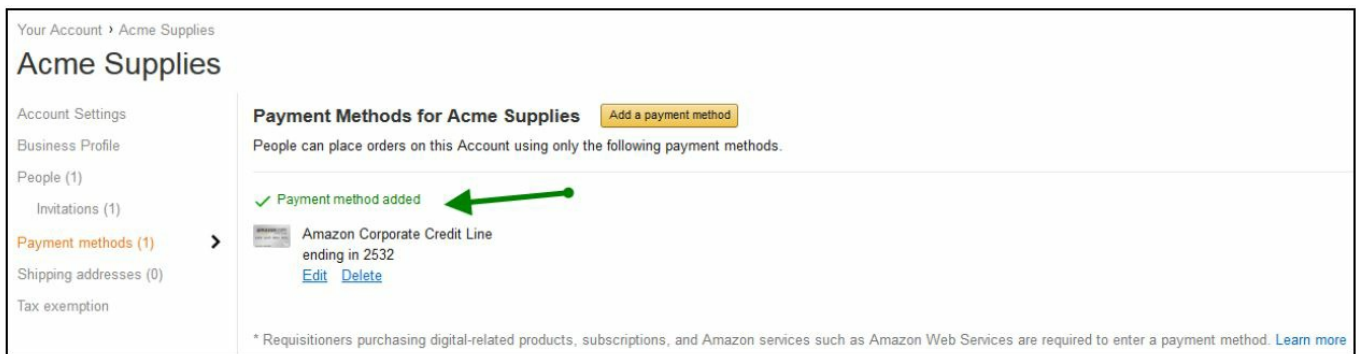 Your Account › Acme Supplies
Acme Supplies
Account Settings
Business Profile
People (1)
Invitations (1)
Payment methods (1)
Shipping addresses (0)
Tax exemption
Payment Methods for Acme Supplies
Add a payment method
People can place orders on this Account using only the following payment methods.
Payment method added
Amazon Corporate Credit Line
ending in 2532
Edit Delete
* Requisitioners purchasing digital-related products, subscriptions, and Amazon services such as Amazon Web Services are required to enter a payment method. Learn more